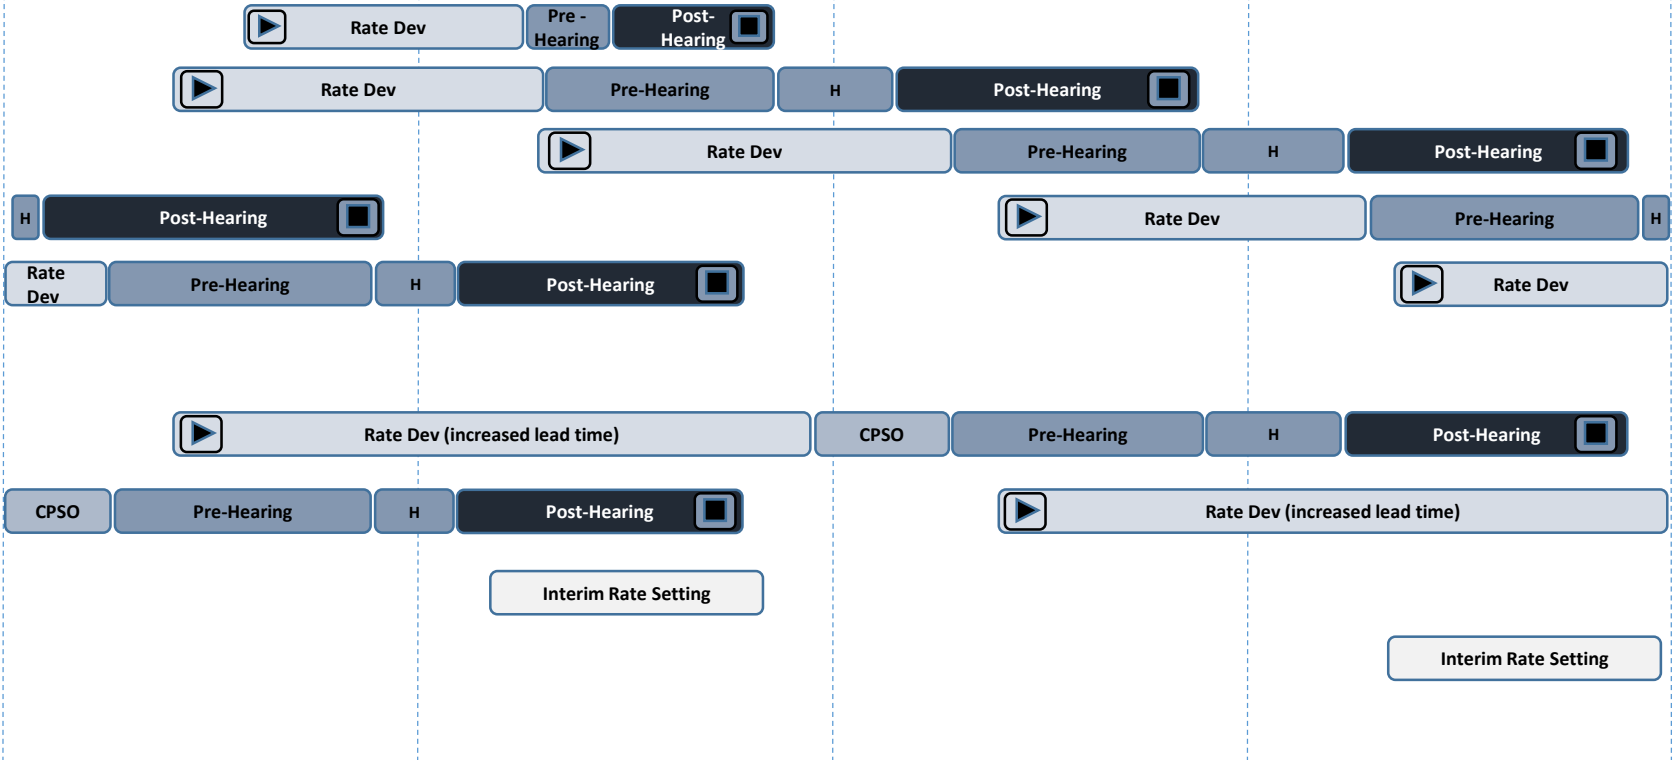 Rate Dev
Pre -
Hearing
Post-
Hearing
Rate Dev
Pre-Hearing
H
Post-Hearing
Rate Dev
Pre-Hearing
H
Post-Hearing
H
Post-Hearing
Rate Dev
Pre-Hearing
H
Rate
Dev
Pre-Hearing
H
Post-Hearing
Rate Dev
Rate Dev (increased lead time)
CPSO
Pre-Hearing
H
Post-Hearing
CPSO
Pre-Hearing
H
Post-Hearing
Rate Dev (increased lead time)
Interim Rate Setting
Interim Rate Setting